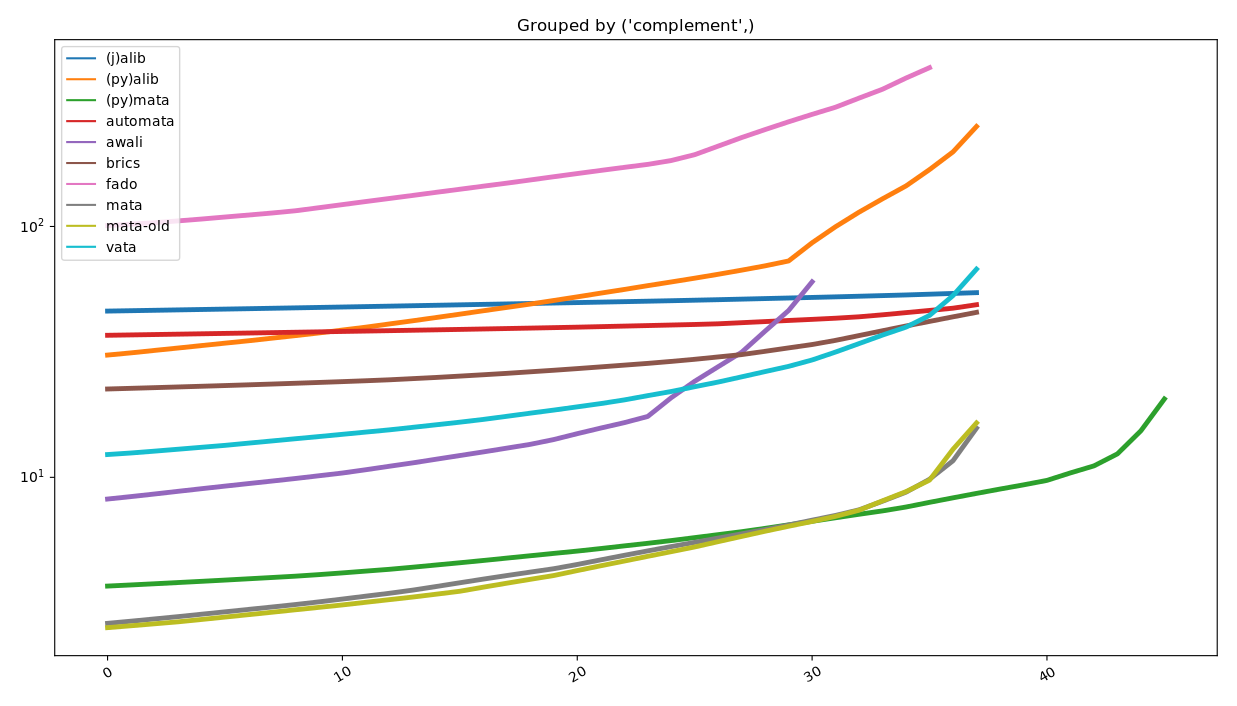 Grouped by ('complement',)
(j)alib
(py)alib
(py)mata
automata
awali
brics
fado
mata
mata-old
vata
10²
10¹
0
10
20
30
40